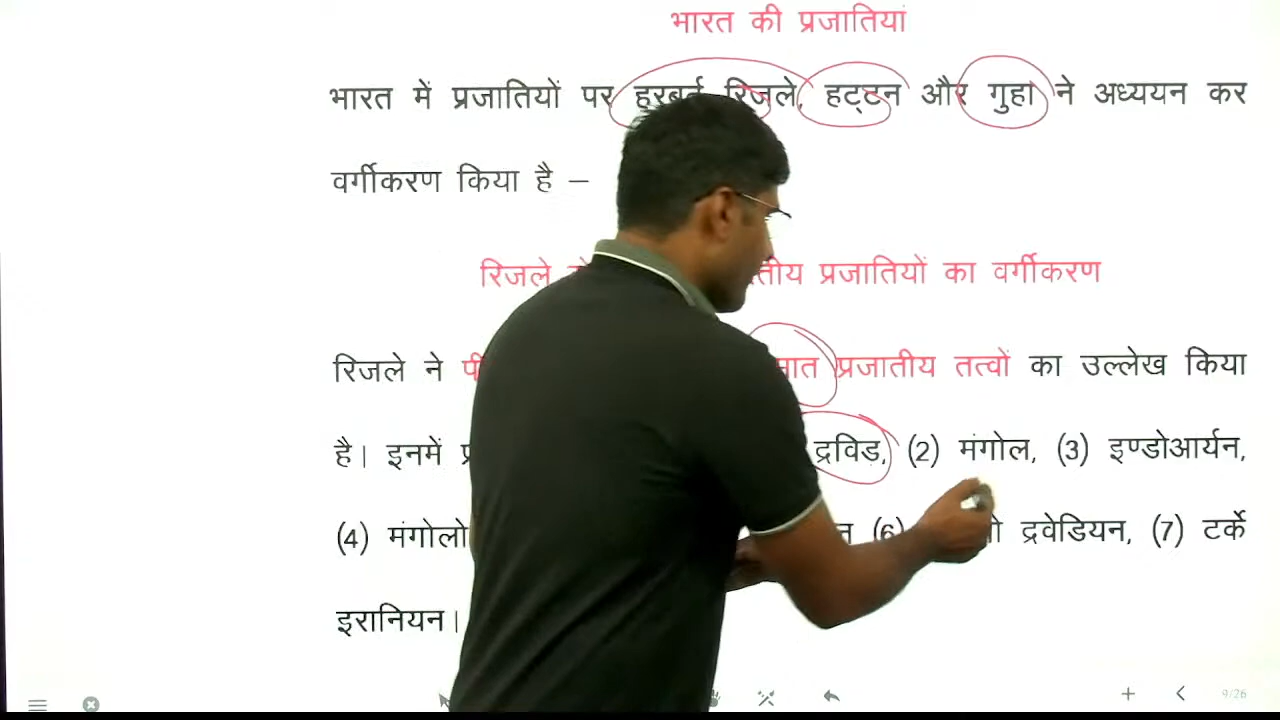 भारत की प्रजातियां
भारत में प्रजातियों पर हरबर्ट रिजले, हट्टन और गुहा ने अध्ययन कर
वर्गीकरण किया है –
रिजले प्रजातियों का वर्गीकरण
रिजले ने सात प्रजातीय तत्वों का उल्लेख किया
है। इनमें द्रविड़, (2) मंगोल, (3) इण्डोआर्यन,
(4) (6) द्रवेडियन, (7) टर्के
इरानियन।
9/26